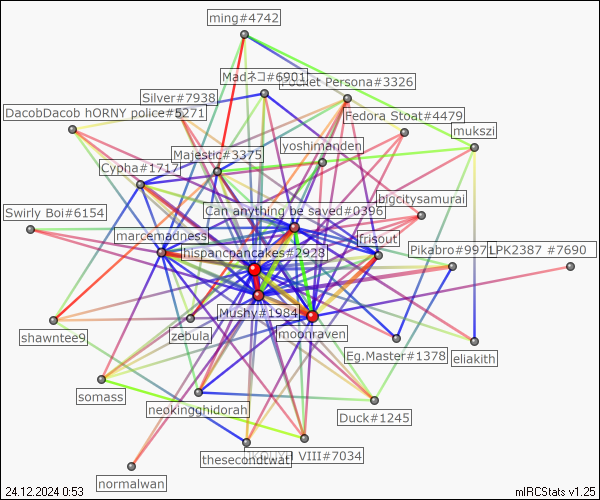 ming#4742
Madネコ#6901
Pocket Persona#3326
Silver#7938
DacobDacob hORNY police#5271
Fedora Stoat#4479
mukszi
yoshimanden
Majestic#3375
Cypha#1717
bigcitysamurai
Swirly Boi#6154
Can anything be saved#0396
marcemadness
frisout
hispancpancakes#2928
Pikabro#9971
LPK2387 #7690
Mushy#1984
moonraven
zebula
shawntee9
Eg.Master#1378
eliakith
somass
neokingghidorah
Duck#1245
VIII#7034
thesecondtwat
normalwan
24.12.2024 0:53
mIRCStats v1.25